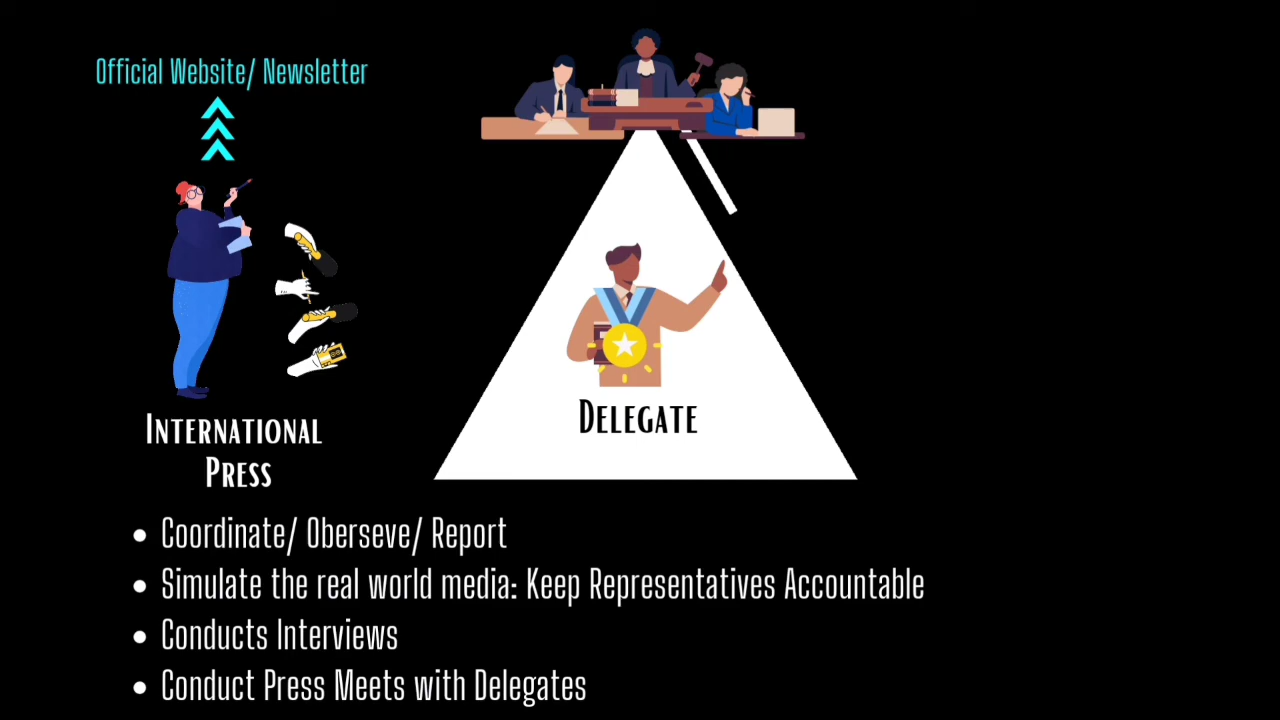 Official Website/ Newsletter
International
Press
Delegate
• Coordinate/ Oberseve/ Report
• Simulate the real world media: Keep Representatives Accountable
• Conducts Interviews
• Conduct Press Meets with Delegates